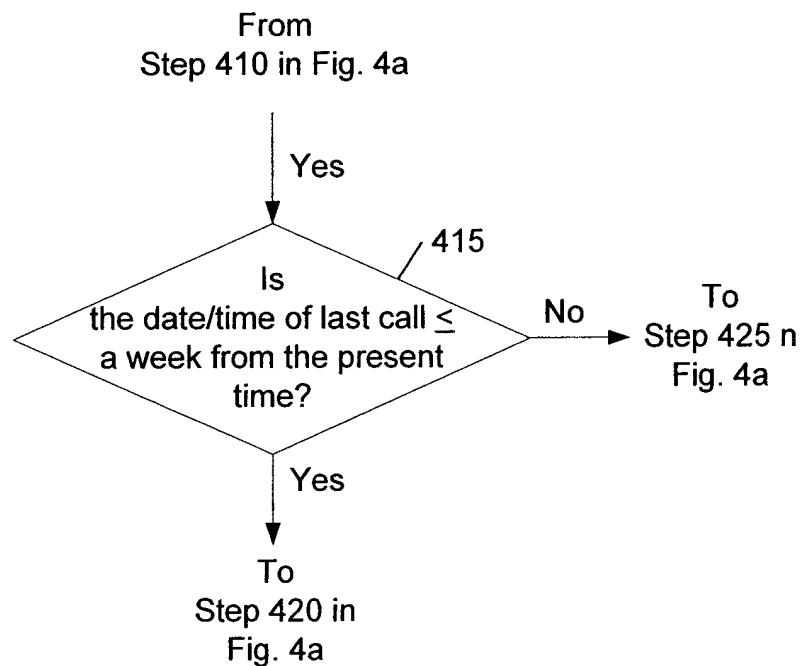 From
Step 410 in Fig. 4a
Yes
415
Is
the date/time of last call ≤
a week from the present
time?
No
To
Step 425 n
Fig. 4a
Yes
To
Step 420 in
Fig. 4a